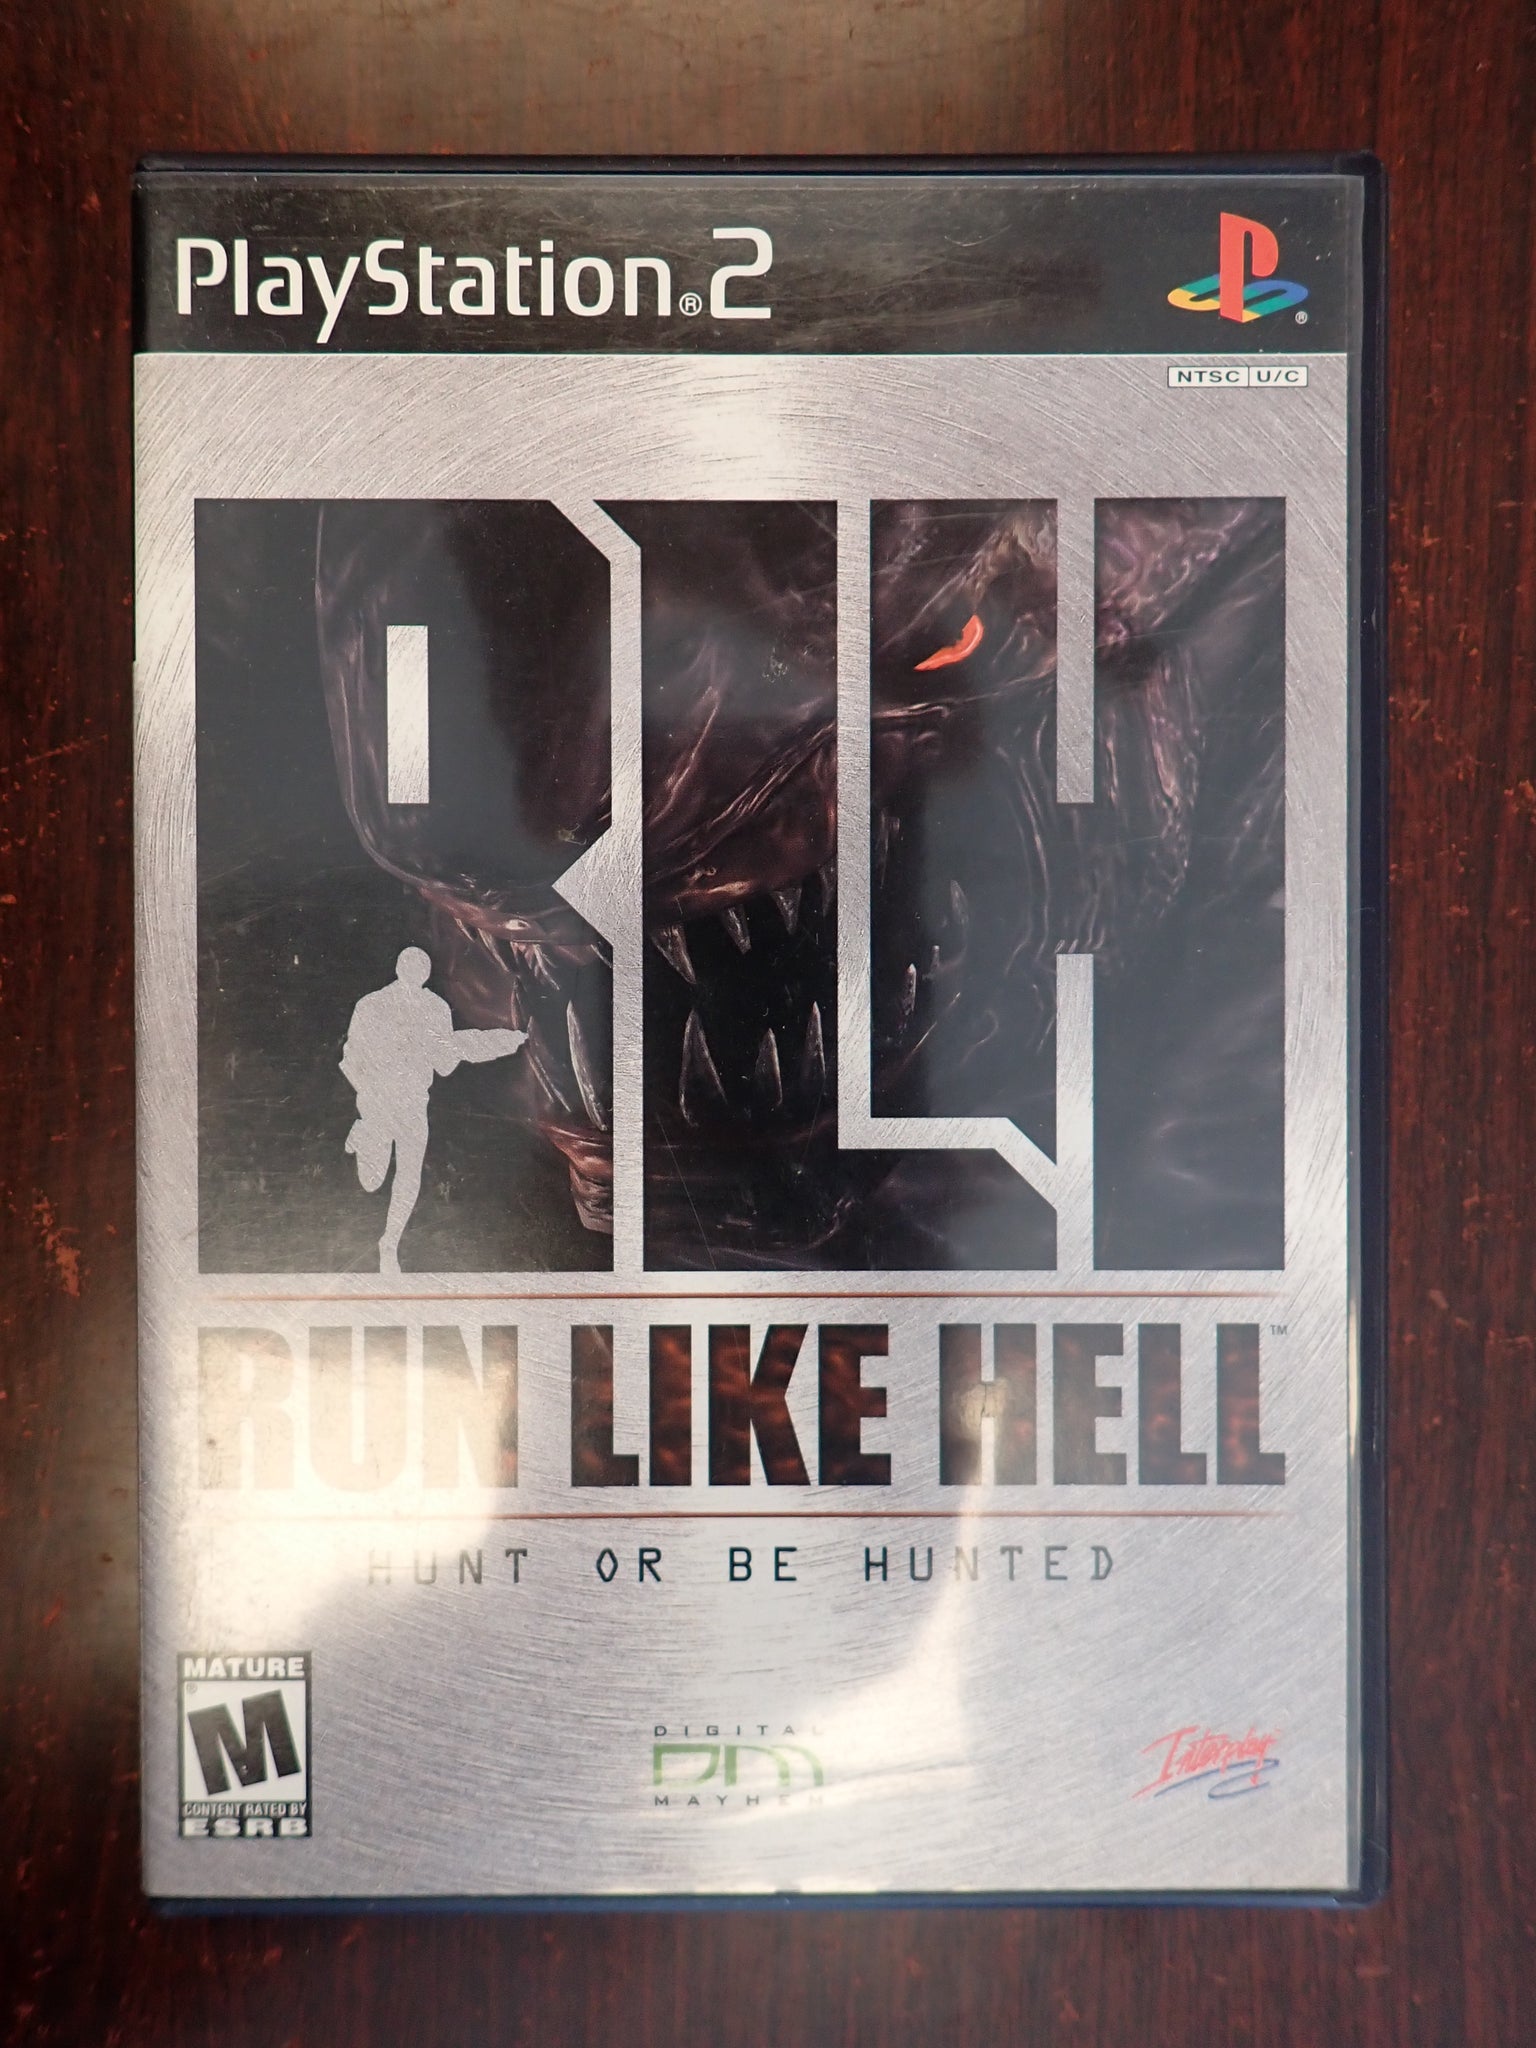 PlayStation®2
®
NTSC U/C
RLH
RUN LIKE HELL™
HUNT OR BE HUNTED
MATURE
®
M
CONTENT RATED BY
ESRB
DIGITAL
DM
MAYHEM
Interplay